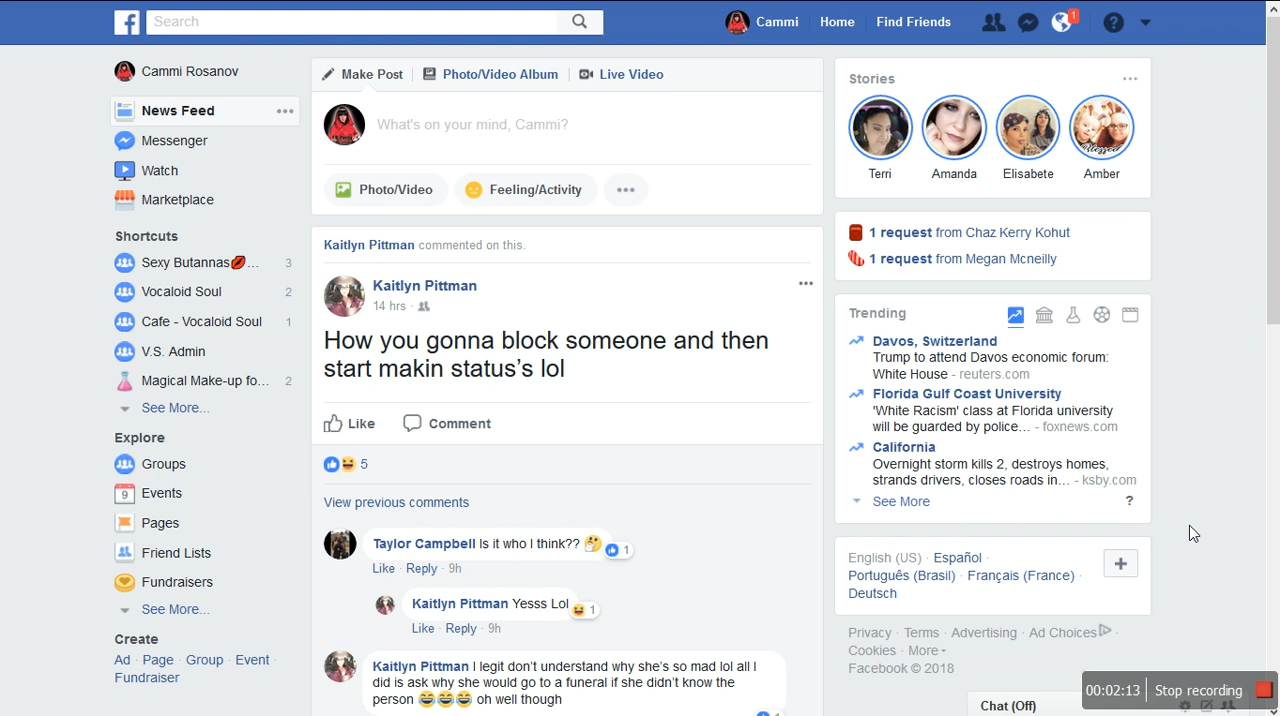 f Search Cammi Home Find Friends 1
Cammi Rosanov
News Feed
Messenger
Watch
Marketplace
Shortcuts
Sexy Butannas💋... 3
Vocaloid Soul 2
Cafe - Vocaloid Soul 1
V.S. Admin
Magical Make-up fo... 2
See More...
Explore
Groups
9 Events
Pages
Friend Lists
Fundraisers
See More...
Create
Ad · Page · Group · Event ·
Fundraiser
Make Post Photo/Video Album Live Video
What's on your mind, Cammi?
Photo/Video Feeling/Activity
Kaitlyn Pittman commented on this.
Kaitlyn Pittman
14 hrs ·
How you gonna block someone and then
start makin status’s lol
Like Comment
5
View previous comments
Taylor Campbell Is it who I think?? 🤔 1
Like · Reply · 9h
Kaitlyn Pittman Yesss Lol 1
Like · Reply · 9h
Kaitlyn Pittman I legit don’t understand why she’s so mad lol all I
did is ask why she would go to a funeral if she didn’t know the
person 😂😂😂 oh well though
Stories
Terri Amanda Elisabete Amber
Blessed
1 request from Chaz Kerry Kohut
1 request from Megan Mcneilly
Trending
Davos, Switzerland
Trump to attend Davos economic forum:
White House - reuters.com
Florida Gulf Coast University
'White Racism' class at Florida university
will be guarded by police... - foxnews.com
California
Overnight storm kills 2, destroys homes,
strands drivers, closes roads in... - ksby.com
See More ?
English (US) · Español ·
Português (Brasil) · Français (France) ·
Deutsch
Privacy · Terms · Advertising · Ad Choices ·
Cookies · More
Facebook © 2018
00:02:13 Stop recording
Chat (Off)